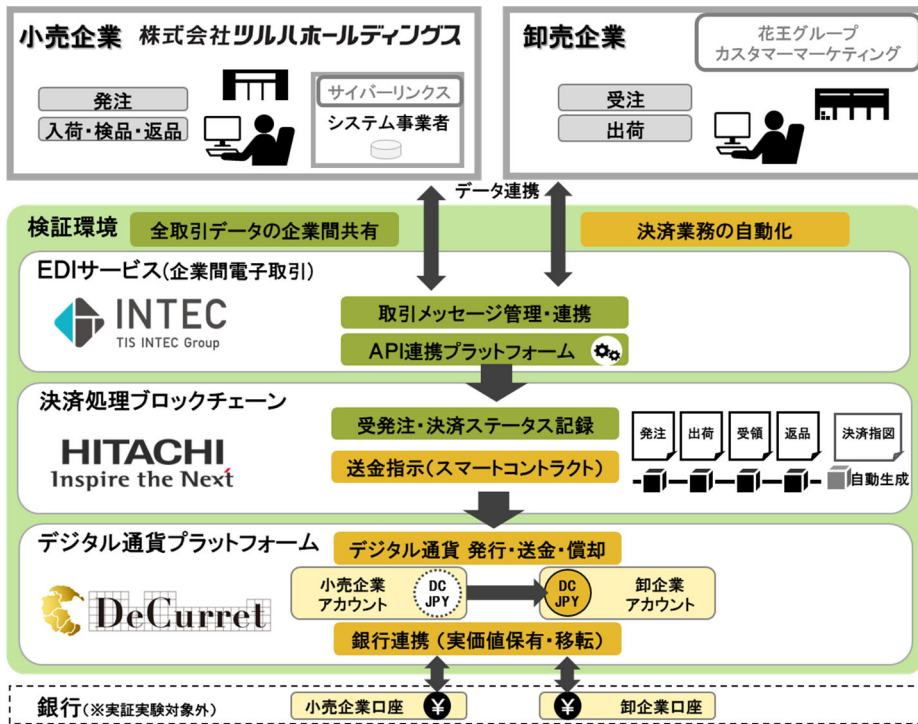 小売企業 株式会社ツルハホールディングス
発注
入荷・検品・返品
サイバーリンクス
システム事業者
卸売企業
花王グループ
カスタマーマーケティング
受注
出荷
データ連携
検証環境
全取引データの企業間共有
決済業務の自動化
EDIサービス(企業間電子取引)
INTEC
TIS INTEC Group
取引メッセージ管理・連携
API連携プラットフォーム
決済処理ブロックチェーン
HITACHI
Inspire the Next
受発注・決済ステータス記録
送金指示(スマートコントラクト)
発注
出荷
受領
返品
決済指図
自動生成
デジタル通貨プラットフォーム
DeCurret
デジタル通貨 発行・送金・償却
小売企業
アカウント
DC
JPY
DC
JPY
卸企業
アカウント
銀行連携 (実価値保有・移転)
銀行(※実証実験対象外)
小売企業口座 ¥
¥ 卸企業口座